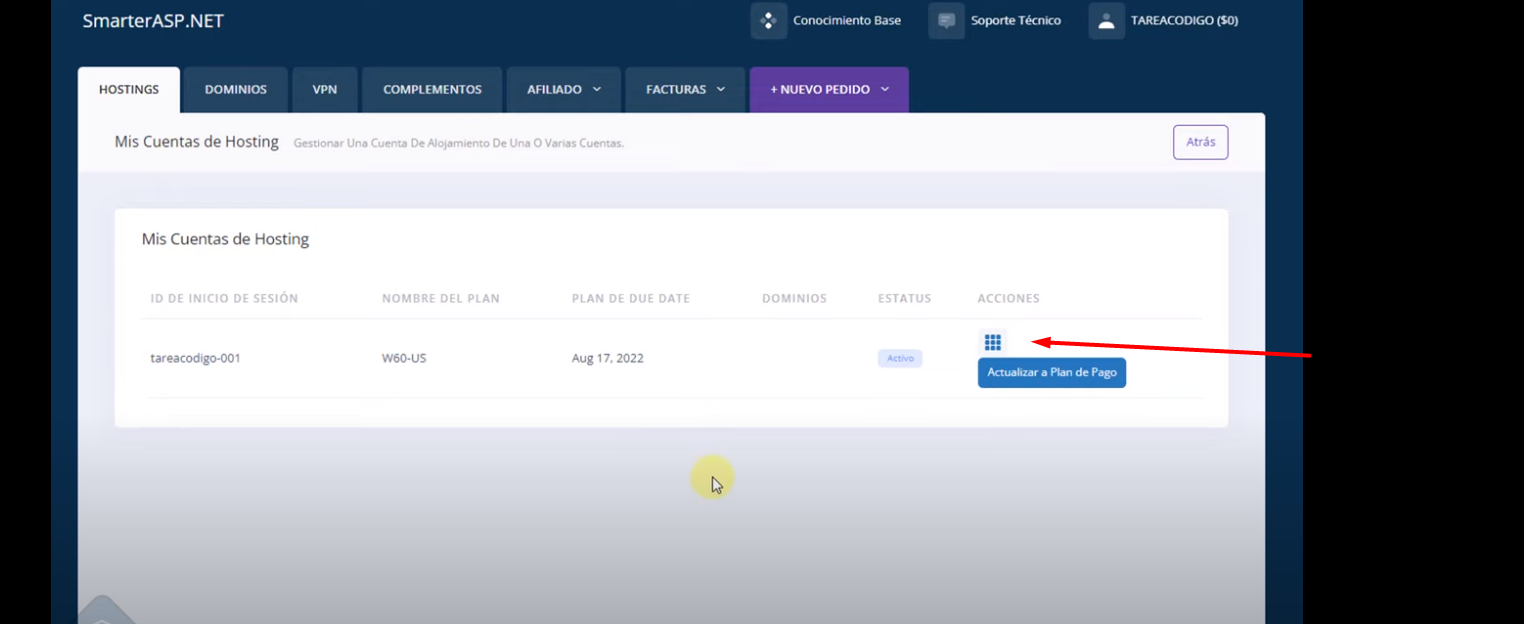 SmarterASP.NET
Conocimiento Base
Soporte Técnico
TAREACODIGO ($0)
HOSTINGS
DOMINIOS
VPN
COMPLEMENTOS
AFILIADO
FACTURAS
+ NUEVO PEDIDO
Mis Cuentas de Hosting
Gestionar Una Cuenta De Alojamiento De Una O Varias Cuentas.
Atrás
Mis Cuentas de Hosting
ID DE INICIO DE SESIÓN
NOMBRE DEL PLAN
PLAN DE DUE DATE
DOMINIOS
ESTATUS
ACCIONES
tareacodigo-001
W60-US
Aug 17, 2022
Activo
Actualizar a Plan de Pago